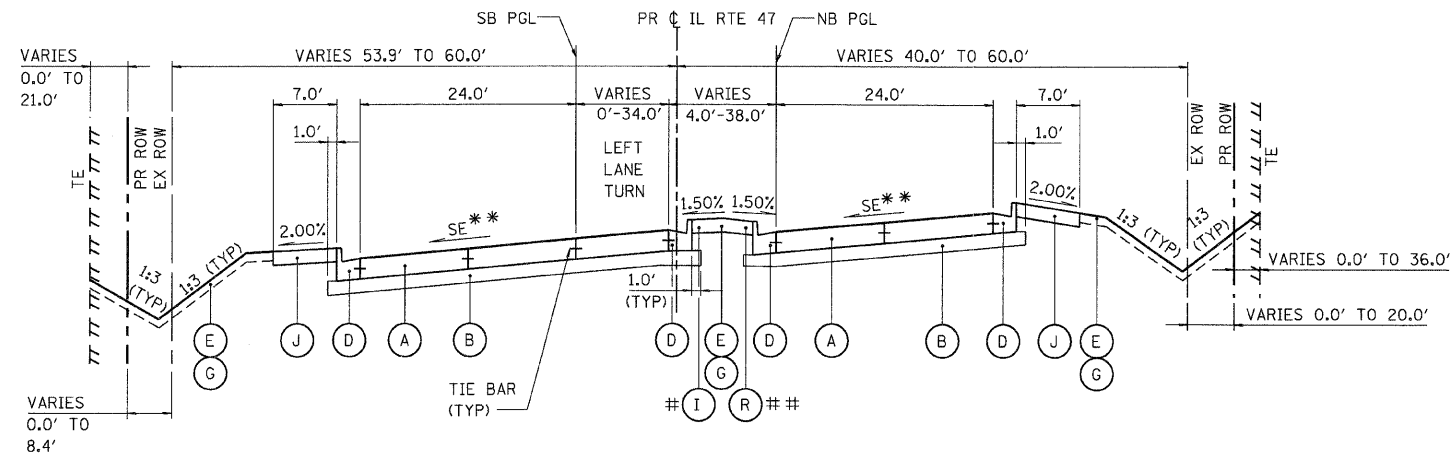 SB PGL
PR ℄ IL RTE 47
NB PGL
VARIES
0.0' TO
21.0'
VARIES 53.9' TO 60.0'
VARIES 40.0' TO 60.0'
7.0'
24.0'
VARIES
0'-34.0'
VARIES
4.0'-38.0'
24.0'
7.0'
1.0'
1.0'
LEFT
LANE
TURN
TE
PR ROW
EX ROW
EX ROW
PR ROW
TE
2.00%
SE**
1.50%
1.50%
SE**
2.00%
1:3 (TYP)
1:3 (TYP)
1:3 (TYP)
1:3 (TYP)
1.0'
(TYP)
VARIES 0.0' TO 36.0'
VARIES 0.0' TO 20.0'
E
G
J
D
A
B
D
E
G
D
A
B
D
J
E
G
TIE BAR
(TYP)
# I
R ##
VARIES
0.0' TO
8.4'